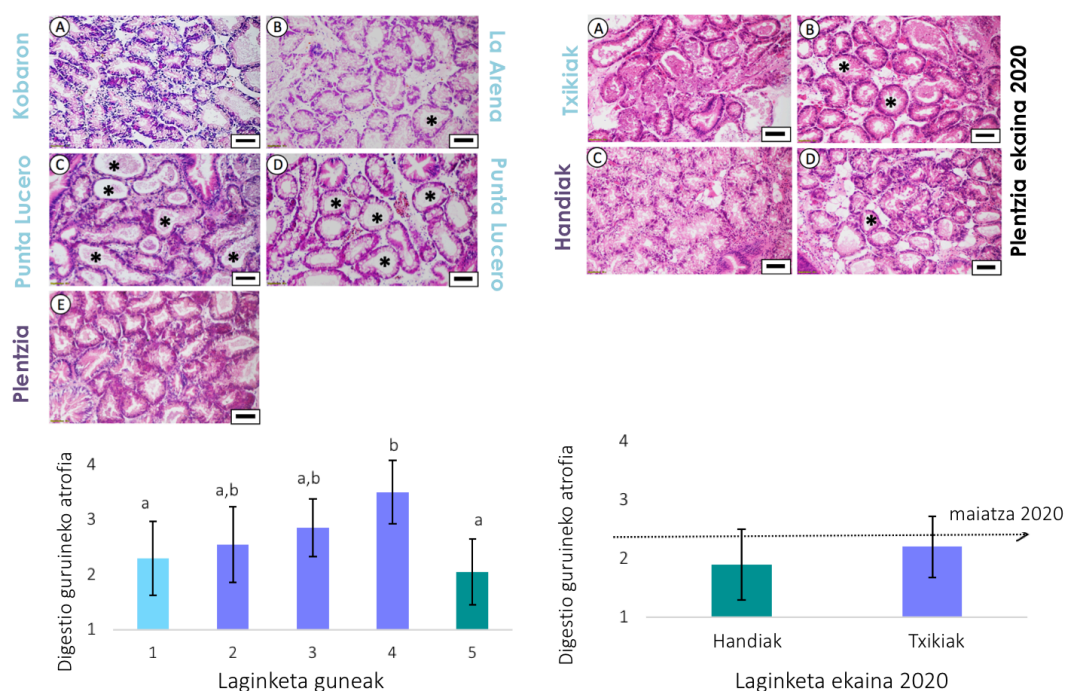 Kobaron
A
B
La Arena
*
Punta Lucero
C
*
*
*
*
*
D
*
*
*
*
Punta Lucero
Plentzia
E
Digestio guruineko atrofia
4
3
2
1
a
a,b
a,b
b
a
1 2 3 4 5
Laginketa guneak
Txikiak
A
B
*
*
Handiak
C
D
*
Plentzia ekaina 2020
Digestio guruineko atrofia
4
3
2
1
maiatza 2020
Handiak Txikiak
Laginketa ekaina 2020